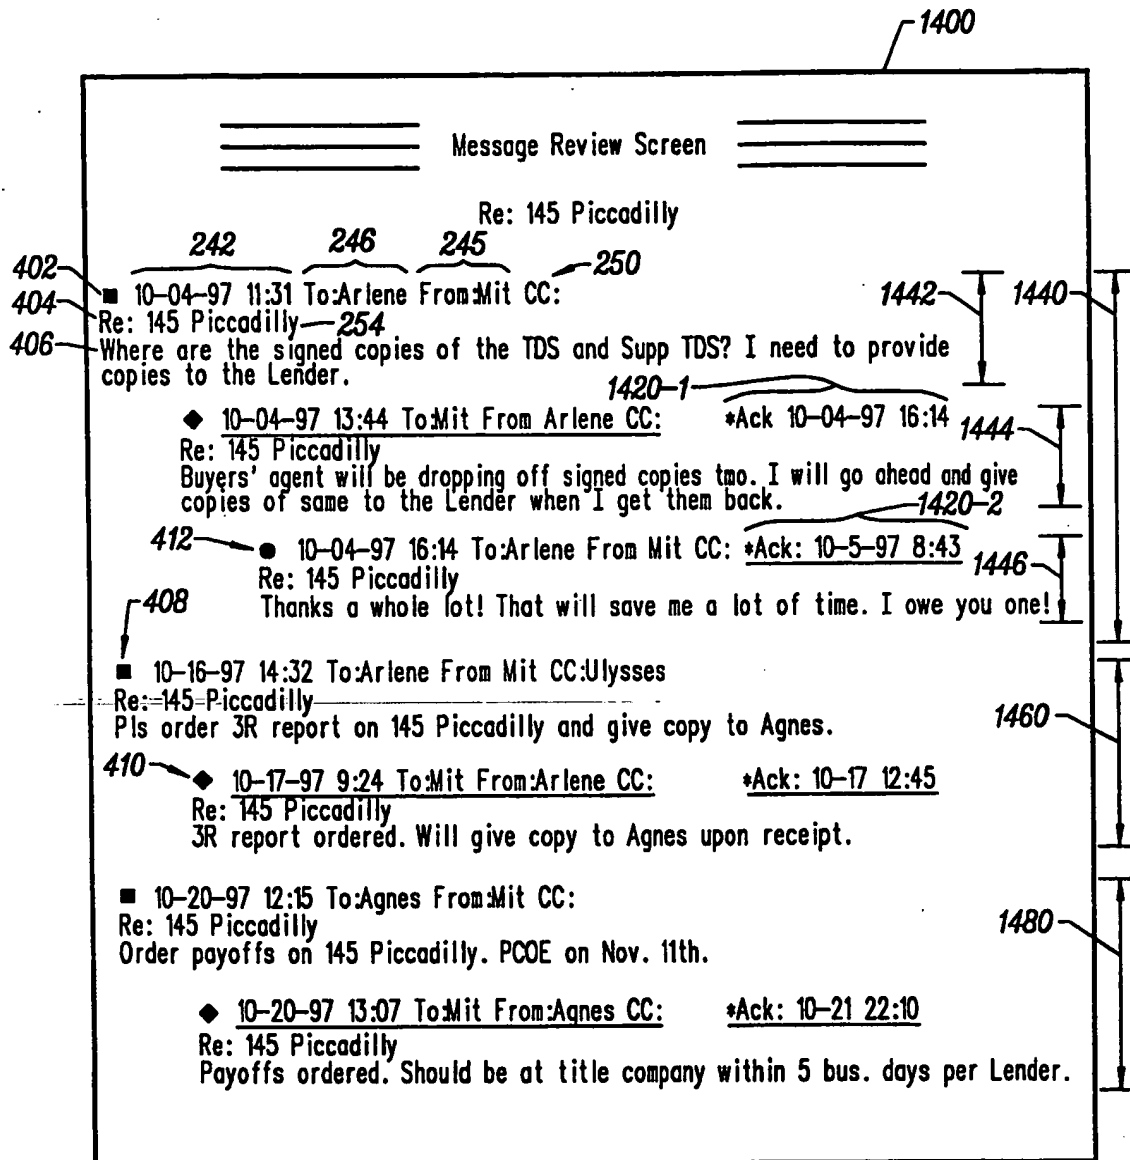 1400
Message Review Screen
Re: 145 Piccadilly
242 246 245
402 250
■ 10-04-97 11:31 To:Arlene From:Mit CC: 1442 1440
404 Re: 145 Piccadilly 254
406 Where are the signed copies of the TDS and Supp TDS? I need to provide
copies to the Lender.
1420-1
◆ 10-04-97 13:44 To:Mit From Arlene CC: *Ack 10-04-97 16:14 1444
Re: 145 Piccadilly
Buyers' agent will be dropping off signed copies tmo. I will go ahead and give
copies of same to the Lender when I get them back. 1420-2
412 ● 10-04-97 16:14 To:Arlene From Mit CC: *Ack: 10-5-97 8:43 1446
Re: 145 Piccadilly
Thanks a whole lot! That will save me a lot of time. I owe you one!
408
■ 10-16-97 14:32 To:Arlene From Mit CC:Ulysses
Re: 145 Piccadilly
Pls order 3R report on 145 Piccadilly and give copy to Agnes. 1460
410 ◆ 10-17-97 9:24 To:Mit From:Arlene CC: *Ack: 10-17 12:45
Re: 145 Piccadilly
3R report ordered. Will give copy to Agnes upon receipt.
■ 10-20-97 12:15 To:Agnes From:Mit CC:
Re: 145 Piccadilly 1480
Order payoffs on 145 Piccadilly. PCOE on Nov. 11th.
◆ 10-20-97 13:07 To:Mit From:Agnes CC: *Ack: 10-21 22:10
Re: 145 Piccadilly
Payoffs ordered. Should be at title company within 5 bus. days per Lender.